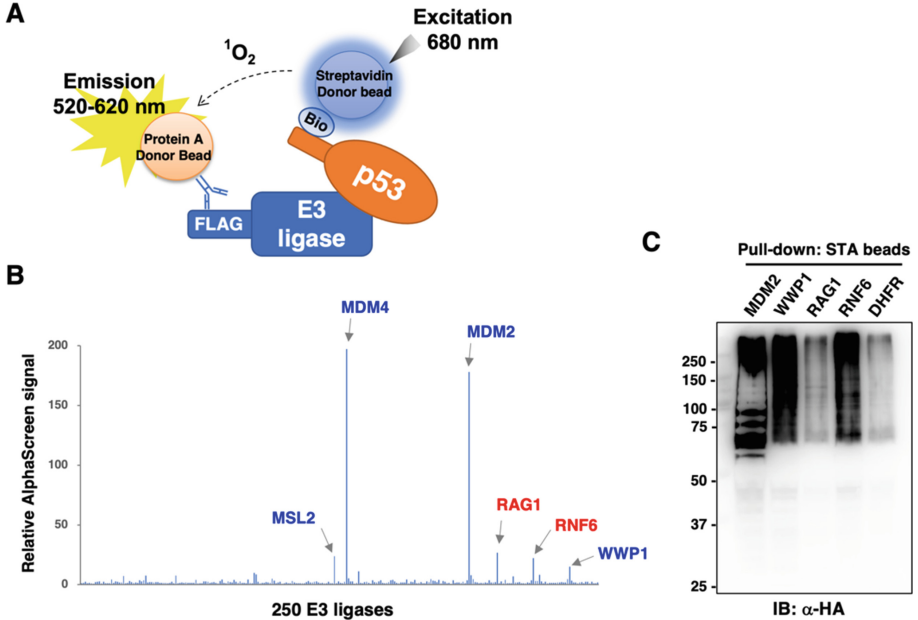 A
Excitation
680 nm
¹O₂
Emission
520-620 nm
Streptavidin
Donor bead
Bio
Protein A
Donor Bead
p53
FLAG
E3
ligase
B
Relative AlphaScreen signal
200
150
100
50
0
MDM4
MDM2
MSL2
RAG1
RNF6
WWP1
250 E3 ligases
C
Pull-down: STA beads
MDM2 WWP1 RAG1 RNF6 DHFR
250
150
100
75
50
37
25
IB: α-HA